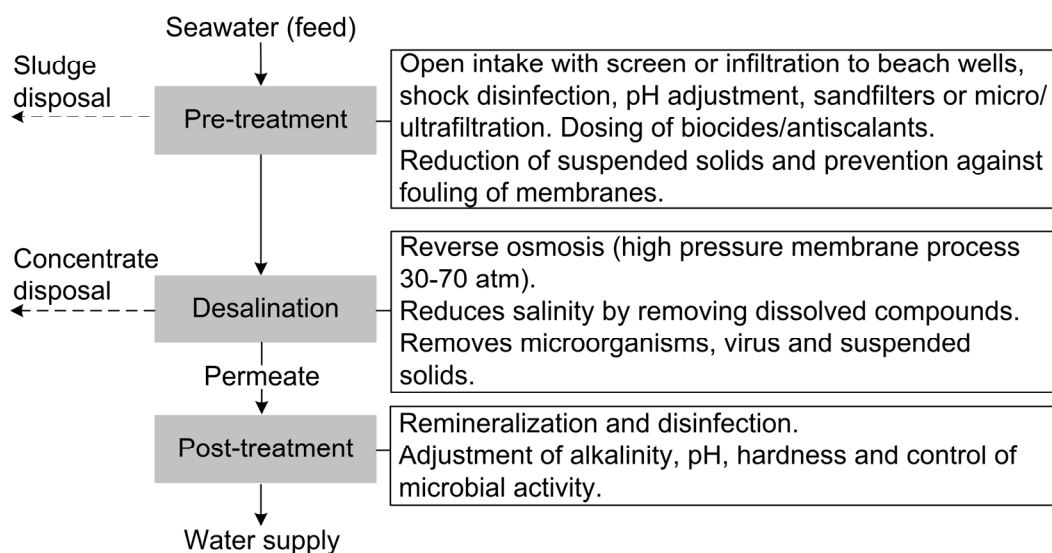 Seawater (feed)
Sludge
disposal
Pre-treatment
Open intake with screen or infiltration to beach wells,
shock disinfection, pH adjustment, sandfilters or micro/
ultrafiltration. Dosing of biocides/antiscalants.
Reduction of suspended solids and prevention against
fouling of membranes.
Concentrate
disposal
Desalination
Reverse osmosis (high pressure membrane process
30-70 atm).
Reduces salinity by removing dissolved compounds.
Removes microorganisms, virus and suspended
solids.
Permeate
Post-treatment
Remineralization and disinfection.
Adjustment of alkalinity, pH, hardness and control of
microbial activity.
Water supply